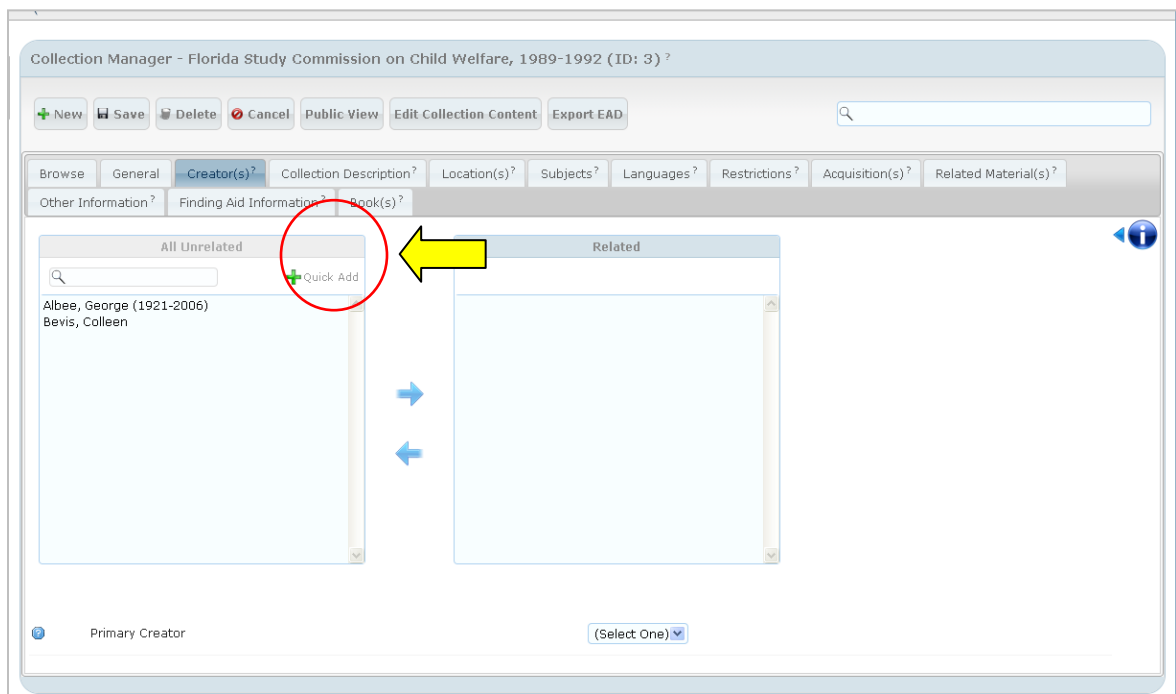 Collection Manager - Florida Study Commission on Child Welfare, 1989-1992 (ID: 3) ?
New Save Delete Cancel Public View Edit Collection Content Export EAD
Browse General Creator(s)? Collection Description? Location(s)? Subjects? Languages? Restrictions? Acquisition(s)? Related Material(s)?
Other Information? Finding Aid Information? Book(s)?
All Unrelated Related
Quick Add
Albee, George (1921-2006)
Bevis, Colleen
Primary Creator (Select One)